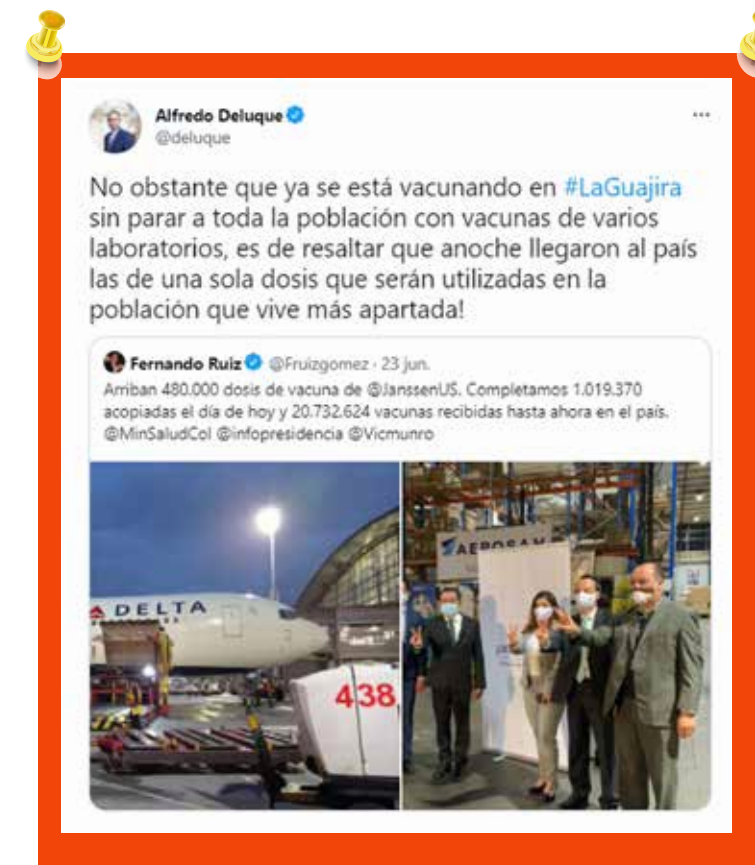 Alfredo Deluque
@deluque
No obstante que ya se está vacunando en #LaGuajira
sin parar a toda la población con vacunas de varios
laboratorios, es de resaltar que anoche llegaron al país
las de una sola dosis que serán utilizadas en la
población que vive más apartada!
Fernando Ruiz @Fruizgomez · 23 jun.
Arriban 480.000 dosis de vacuna de @JanssenUS. Completamos 1.019.370
acopiadas el día de hoy y 20.732.624 vacunas recibidas hasta ahora en el país.
@MinSaludCol @infopresidencia @Vicmunro
DELTA
438